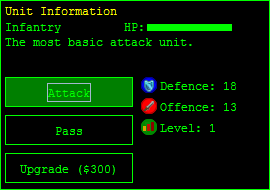 Unit Information
Infantry HP:
The most basic attack unit.
Attack
Defence: 18
Offence: 13
Pass
Level: 1
Upgrade ($300)